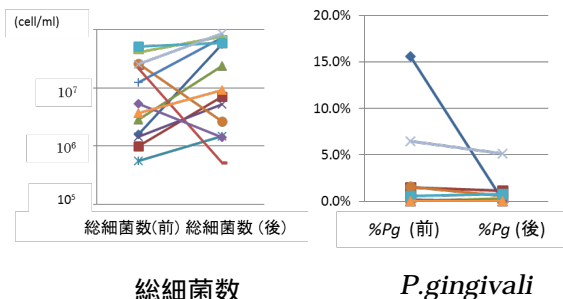 (cell/ml)
10⁷
10⁶
10⁵
総細菌数(前) 総細菌数 (後)
総細菌数
20.0%
15.0%
10.0%
5.0%
0.0%
%Pg (前) %Pg (後)
P.gingivali